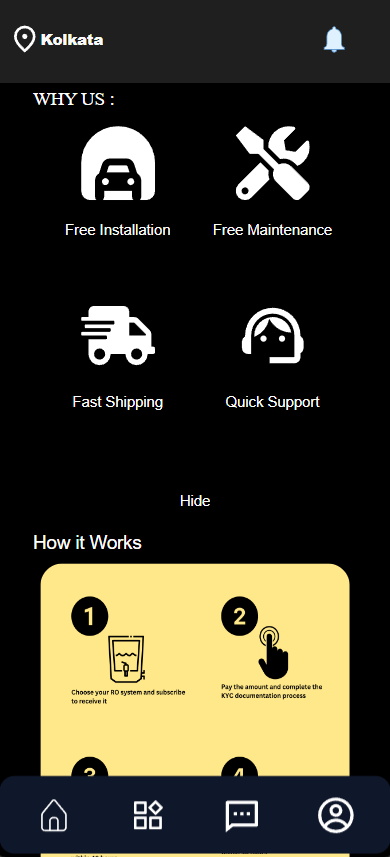 Kolkata
WHY US :
Free Installation
Free Maintenance
Fast Shipping
Quick Support
Hide
How it Works
1
2
Choose your RO system and subscribe
to receive it
Pay the amount and complete the
KYC documentation process
3
4